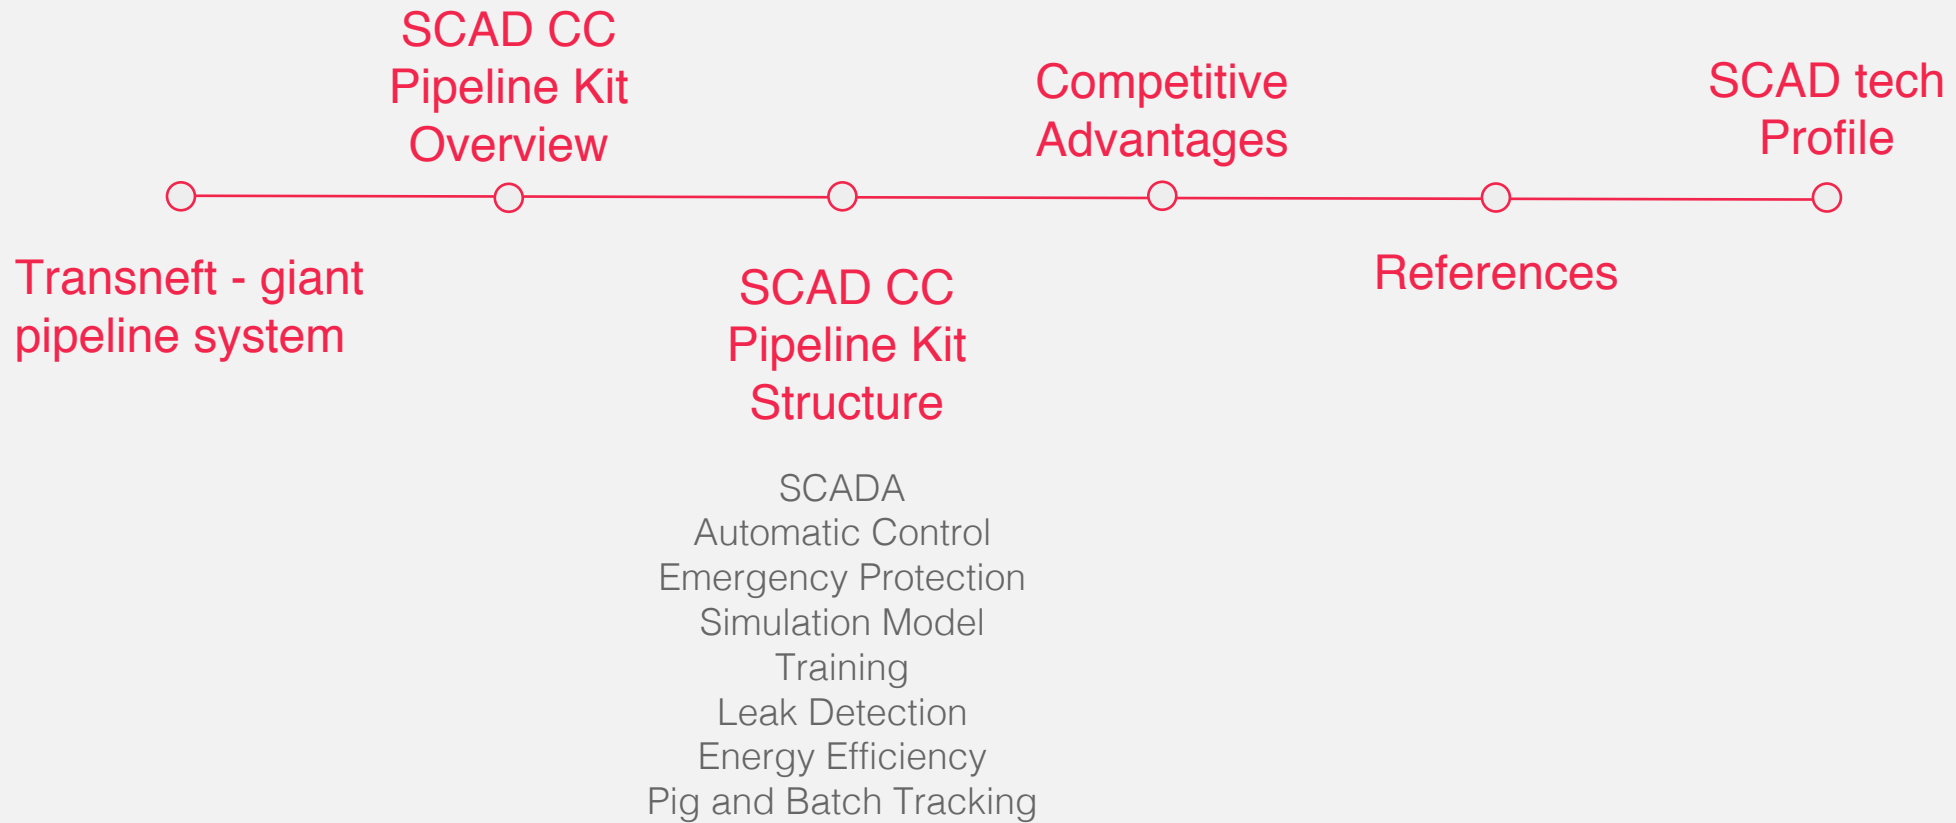 Transneft - giant
pipeline system
SCAD CC
Pipeline Kit
Overview
SCAD CC
Pipeline Kit
Structure
SCADA
Automatic Control
Emergency Protection
Simulation Model
Training
Leak Detection
Energy Efficiency
Pig and Batch Tracking
Competitive
Advantages
References
SCAD tech
Profile